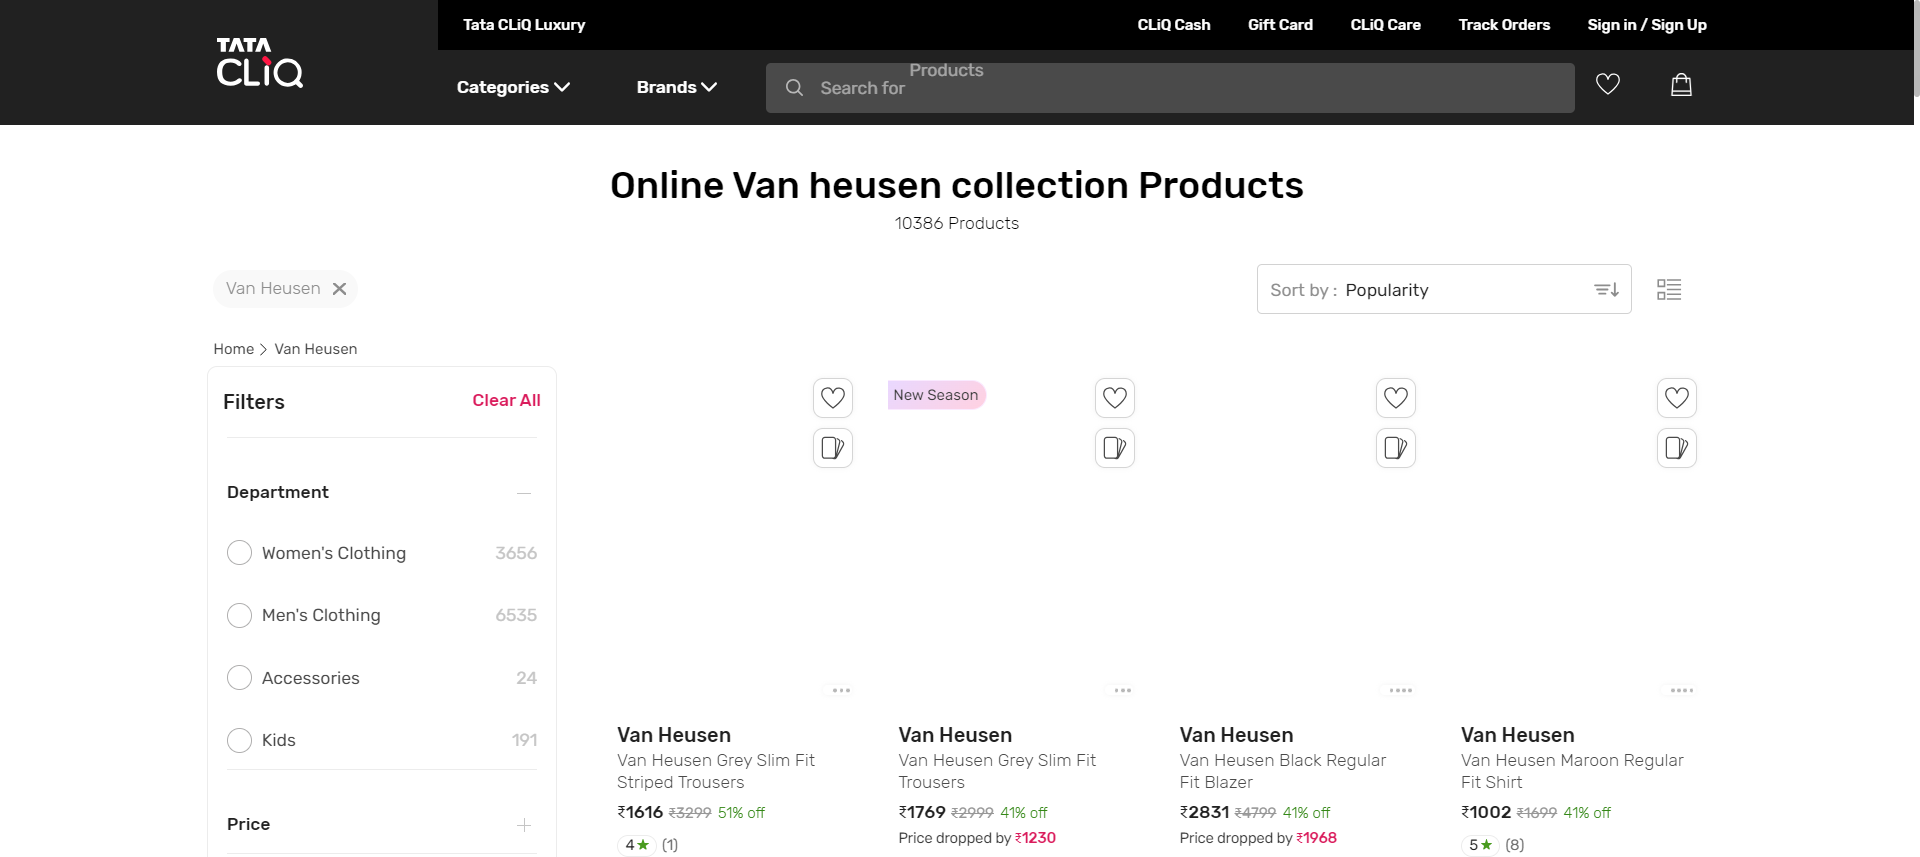 Tata CLiQ Luxury
CLiQ Cash
Gift Card
CLiQ Care
Track Orders
Sign in / Sign Up
TATA
CLiQ
Categories
Brands
Search for
Products
Online Van heusen collection Products
10386 Products
Van Heusen
Sort by : Popularity
Home > Van Heusen
Filters
Clear All
Department
Women's Clothing 3656
Men's Clothing 6535
Accessories 24
Kids 191
Price
Van Heusen
Van Heusen Grey Slim Fit
Striped Trousers
₹1616 ₹3299 51% off
4★ (1)
New Season
Van Heusen
Van Heusen Grey Slim Fit
Trousers
₹1769 ₹2999 41% off
Price dropped by ₹1230
Van Heusen
Van Heusen Black Regular
Fit Blazer
₹2831 ₹4799 41% off
Price dropped by ₹1968
Van Heusen
Van Heusen Maroon Regular
Fit Shirt
₹1002 ₹1699 41% off
5★ (8)